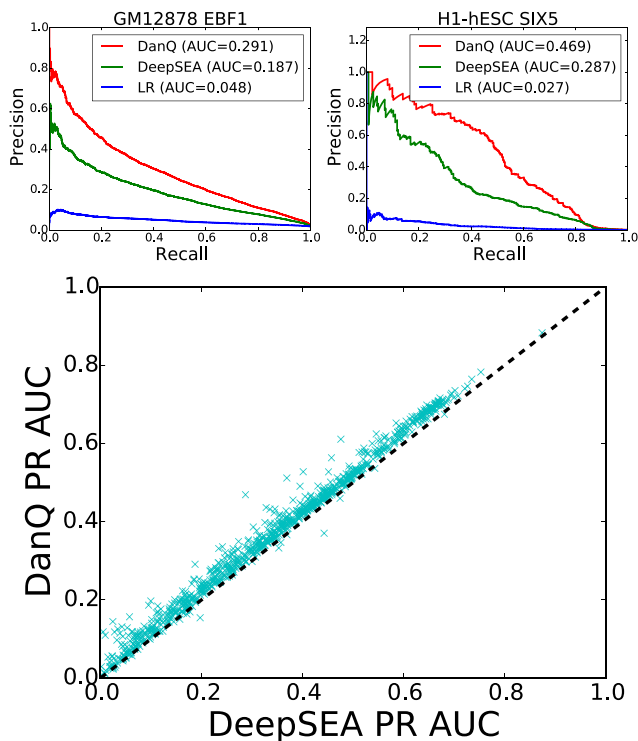 GM12878 EBF1
DanQ (AUC=0.291)
DeepSEA (AUC=0.187)
LR (AUC=0.048)
1.0
0.8
0.6
0.4
0.2
0.0
Precision
0.0 0.2 0.4 0.6 0.8 1.0
Recall
H1-hESC SIX5
DanQ (AUC=0.469)
DeepSEA (AUC=0.287)
LR (AUC=0.027)
1.2
1.0
0.8
0.6
0.4
0.2
0.0
Precision
0.0 0.2 0.4 0.6 0.8 1.0
Recall
1.0
0.8
0.6
0.4
0.2
0.0
DanQ PR AUC
0.0 0.2 0.4 0.6 0.8 1.0
DeepSEA PR AUC